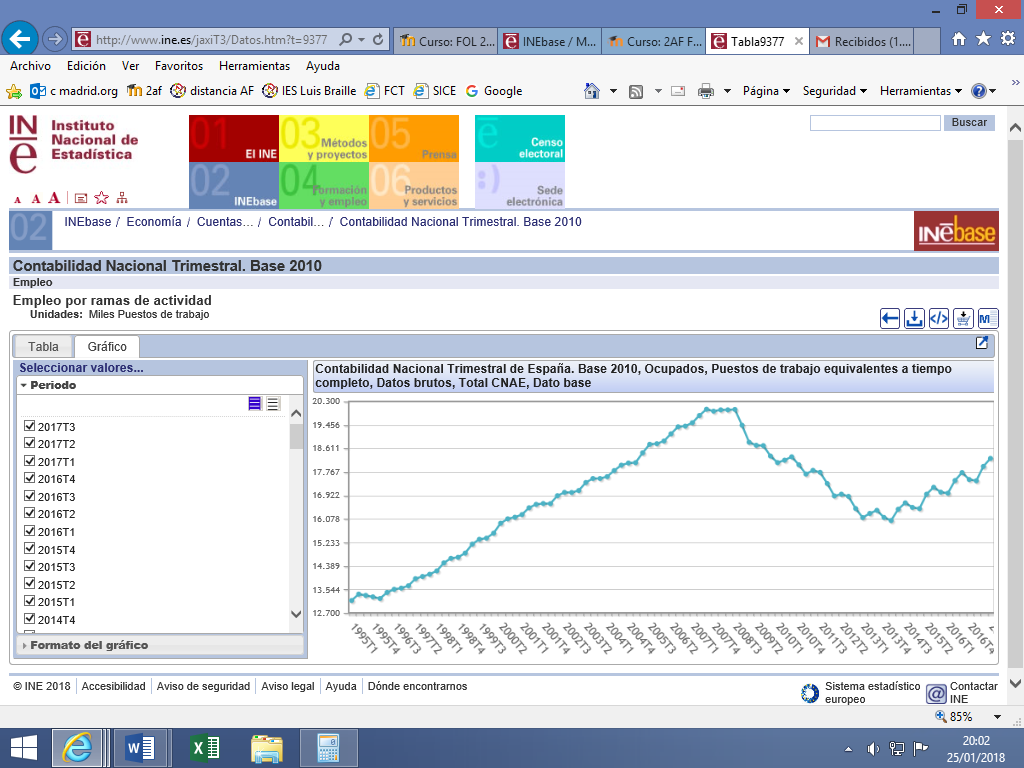 http://www.ine.es/jaxiT3/Datos.htm?t=9377
Curso: FOL 2...
INEbase / M...
Curso: 2AF F...
Tabla9377
Recibidos (1....
Archivo Edición Ver Favoritos Herramientas Ayuda
c madrid.org 2af distancia AF IES Luis Braille FCT SICE Google
Página Seguridad Herramientas
INe Instituto Nacional de Estadística
01 El INE
03 Métodos y proyectos
05 Prensa
ē Censo electoral
02 INEbase
04 Formación y empleo
06 Productos y servicios
:) Sede electrónica
Buscar
A A A
02
INEbase / Economía / Cuentas... / Contabil... / Contabilidad Nacional Trimestral. Base 2010
INēbase
Contabilidad Nacional Trimestral. Base 2010
Empleo
Empleo por ramas de actividad
Unidades: Miles Puestos de trabajo
Tabla Gráfico
Seleccionar valores...
Periodo
2017T3
2017T2
2017T1
2016T4
2016T3
2016T2
2016T1
2015T4
2015T3
2015T2
2015T1
2014T4
Formato del gráfico
Contabilidad Nacional Trimestral de España. Base 2010, Ocupados, Puestos de trabajo equivalentes a tiempo
completo, Datos brutos, Total CNAE, Dato base
20.300
19.456
18.611
17.767
16.922
16.078
15.233
14.389
13.544
12.700
1995T1 1995T4 1996T3 1997T2 1998T1 1998T4 1999T3 2000T2 2001T1 2001T4 2002T3 2003T2 2004T1 2004T4 2005T3 2006T2 2007T1 2007T4 2008T3 2009T2 2010T1 2010T4 2011T3 2012T2 2013T1 2013T4 2014T3 2015T2 2016T1 2016T4
© INE 2018 Accesibilidad Aviso de seguridad Aviso legal Ayuda Dónde encontrarnos
Sistema estadístico
europeo
@ Contactar
INE
85%
20:02
25/01/2018